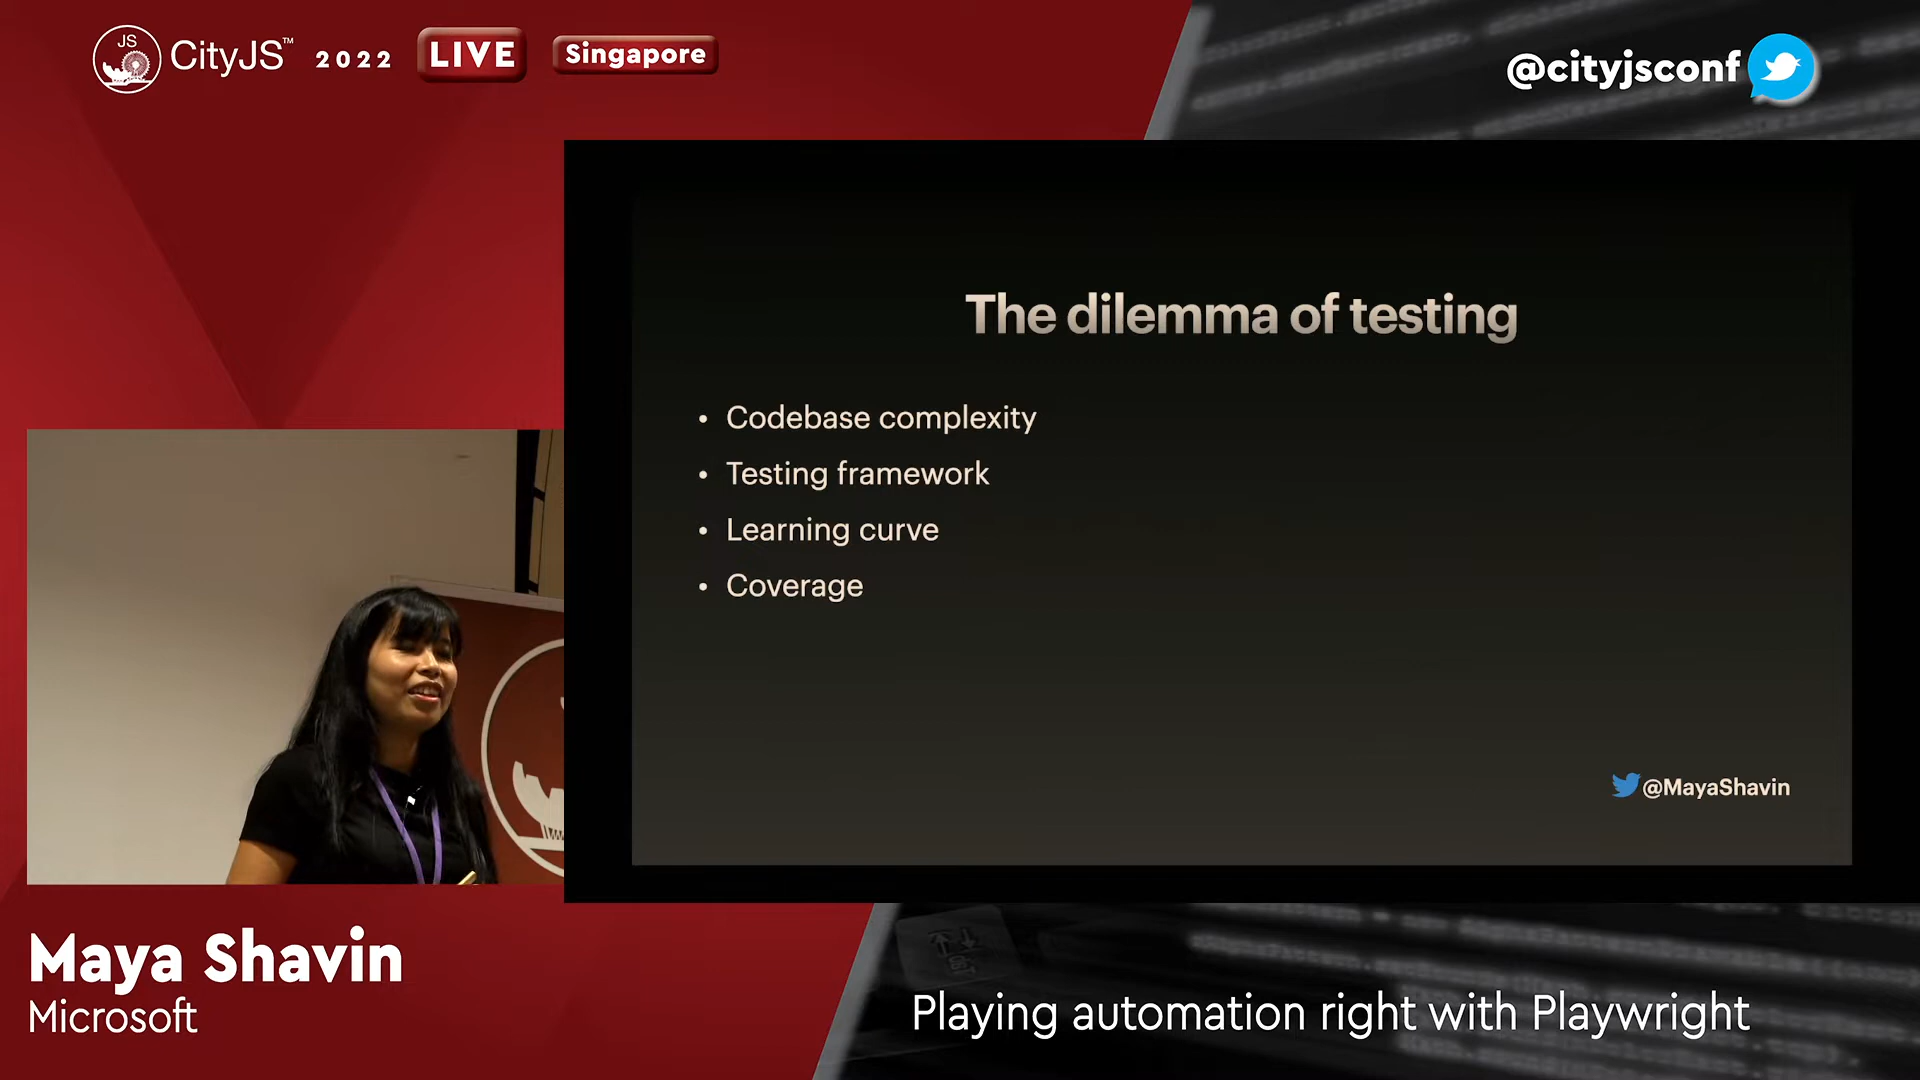 JS
CityJS™ 2022 LIVE Singapore
@cityjsconf
The dilemma of testing
• Codebase complexity
• Testing framework
• Learning curve
• Coverage
@MayaShavin
Maya Shavin
Microsoft
Playing automation right with Playwright